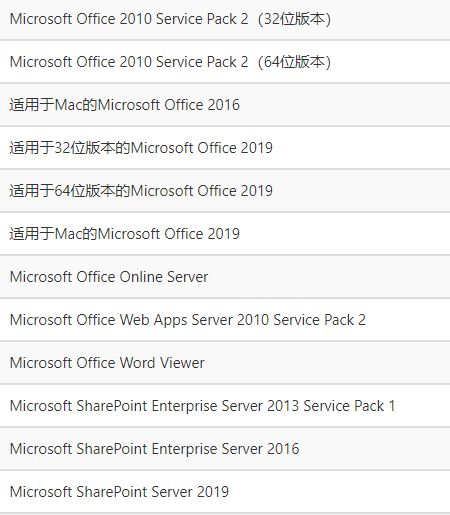 Microsoft Office 2010 Service Pack 2（32位版本）
Microsoft Office 2010 Service Pack 2（64位版本）
适用于Mac的Microsoft Office 2016
适用于32位版本的Microsoft Office 2019
适用于64位版本的Microsoft Office 2019
适用于Mac的Microsoft Office 2019
Microsoft Office Online Server
Microsoft Office Web Apps Server 2010 Service Pack 2
Microsoft Office Word Viewer
Microsoft SharePoint Enterprise Server 2013 Service Pack 1
Microsoft SharePoint Enterprise Server 2016
Microsoft SharePoint Server 2019